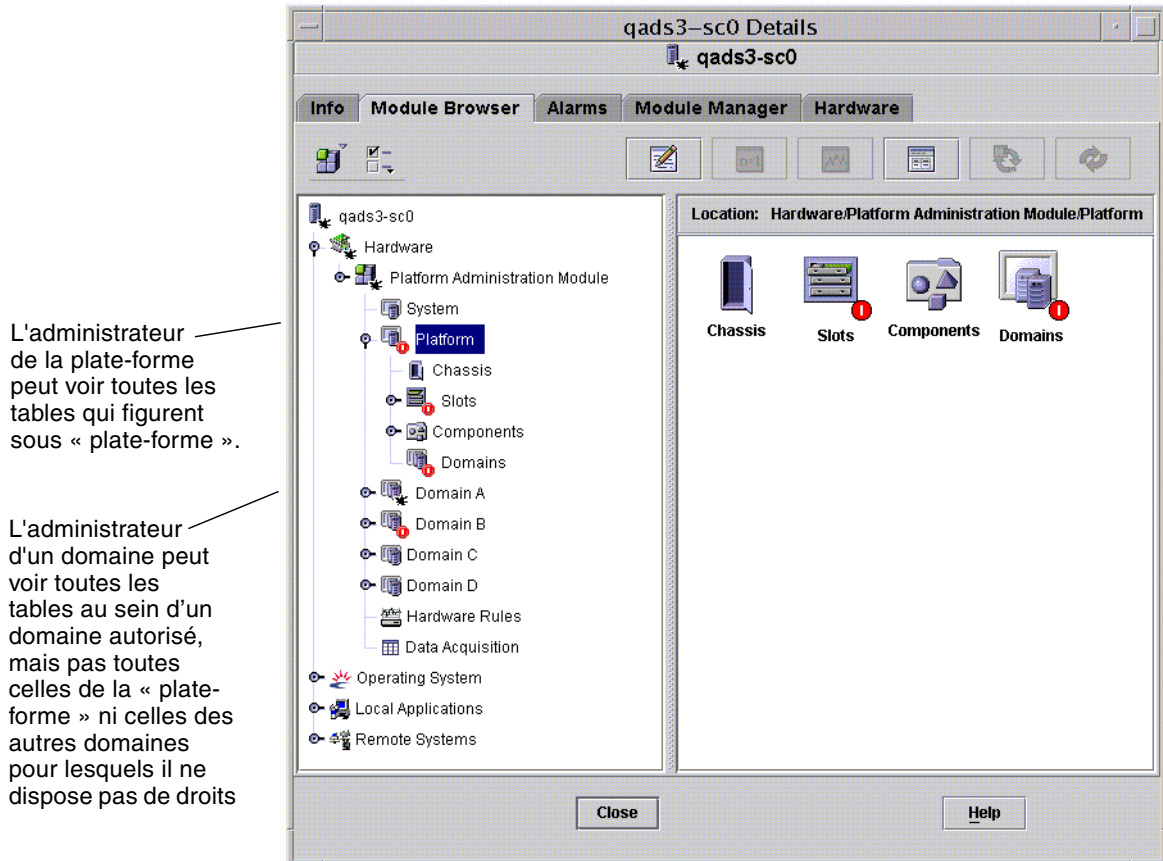 qads3–sc0 Details
qads3-sc0
Info
Module Browser
Alarms
Module Manager
Hardware
qads3-sc0
Hardware
Platform Administration Module
System
Platform
Chassis
Slots
Components
Domains
Domain A
Domain B
Domain C
Domain D
Hardware Rules
Data Acquisition
Operating System
Local Applications
Remote Systems
Location: Hardware/Platform Administration Module/Platform
Chassis
Slots
Components
Domains
Close
Help
L'administrateur
de la plate-forme
peut voir toutes les
tables qui figurent
sous « plate-forme ».
L'administrateur
d'un domaine peut
voir toutes les
tables au sein d’un
domaine autorisé,
mais pas toutes
celles de la « plate-
forme » ni celles des
autres domaines
pour lesquels il ne
dispose pas de droits